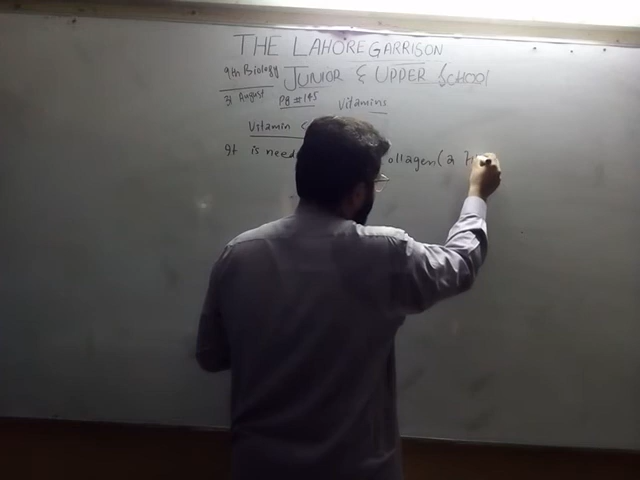 THE LAHORE GARRISON
9th Biology JUNIOR & UPPER SCHOOL
31 August PG # 145 Vitamins
Vitamin C
It is need ollagen (a